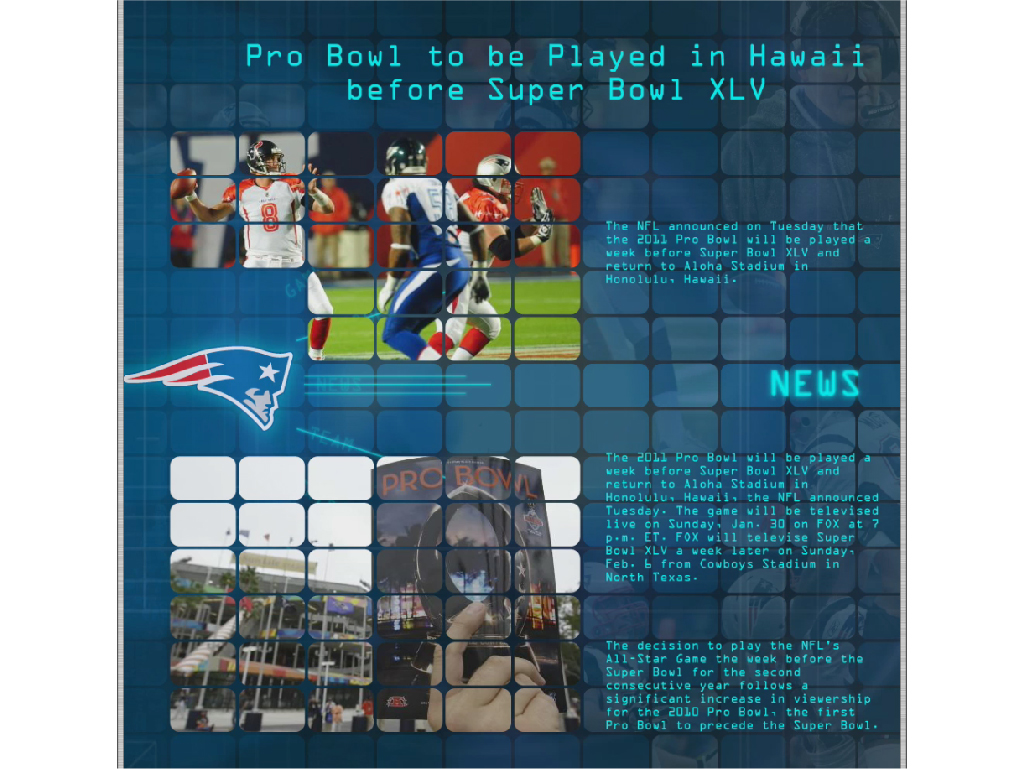 Pro Bowl to be Played in Hawaii
before Super Bowl XLV
8
The NFL announced on Tuesday that
the 2011 Pro Bowl will be played a
week before Super Bowl XLV and
return to Aloha Stadium in
Honolulu, Hawaii.
NEWS
NEWS
TEAM
PRO BOWL
The 2011 Pro Bowl will be played a
week before Super Bowl XLV and
return to Aloha Stadium in
Honolulu, Hawaii, the NFL announced
Tuesday. The game will be televised
live on Sunday, Jan. 30 on FOX at 7
p.m. ET. FOX will televise Super
Bowl XLV a week later on Sunday,
Feb. 6 from Cowboys Stadium in
North Texas.
The decision to play the NFL's
All-Star Game the week before the
Super Bowl for the second
consecutive year follows a
significant increase in viewership
for the 2010 Pro Bowl, the first
Pro Bowl to precede the Super Bowl.